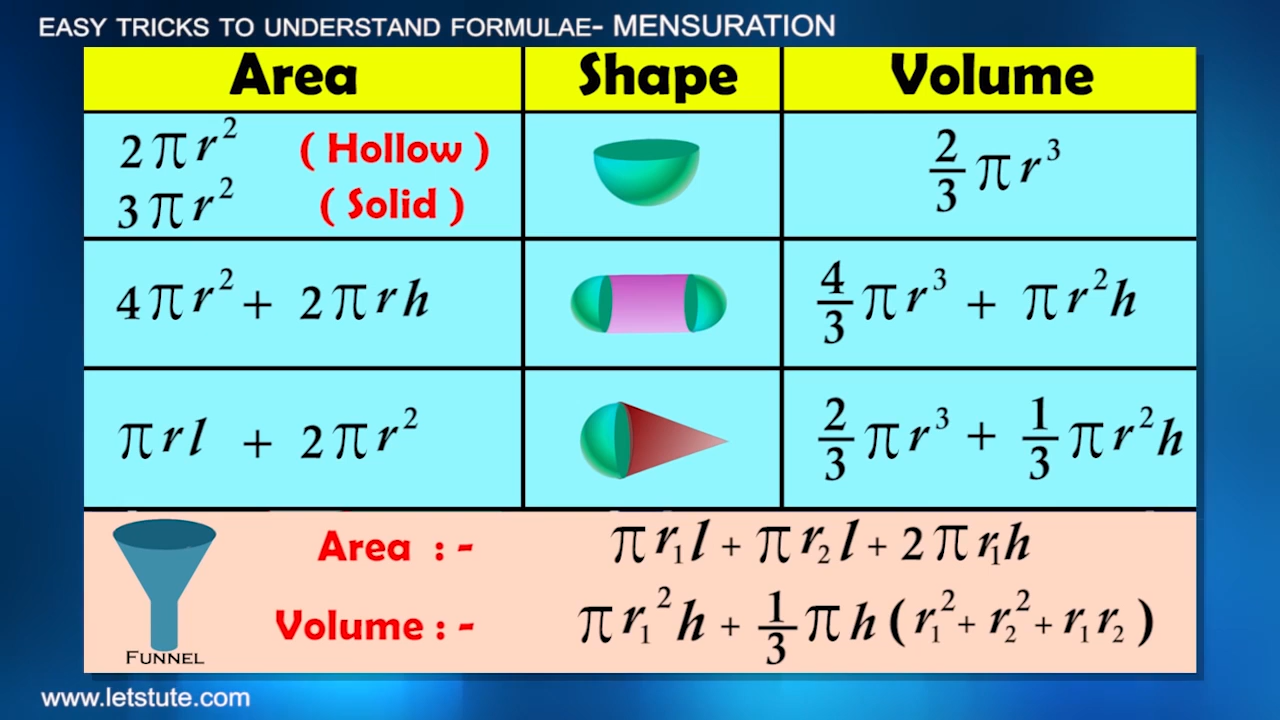 EASY TRICKS TO UNDERSTAND FORMULAE- MENSURATION
Area Shape Volume
2πr² ( Hollow )
3πr² ( Solid )
2/3 πr³
4πr² + 2πrh
4/3 πr³ + πr²h
πrl + 2πr²
2/3 πr³ + 1/3 πr²h
Area : - πr₁l + πr₂l + 2πr₁h
Volume : - πr₁²h + 1/3 πh ( r₁² + r₂² + r₁r₂ )
FUNNEL
www.letstute.com